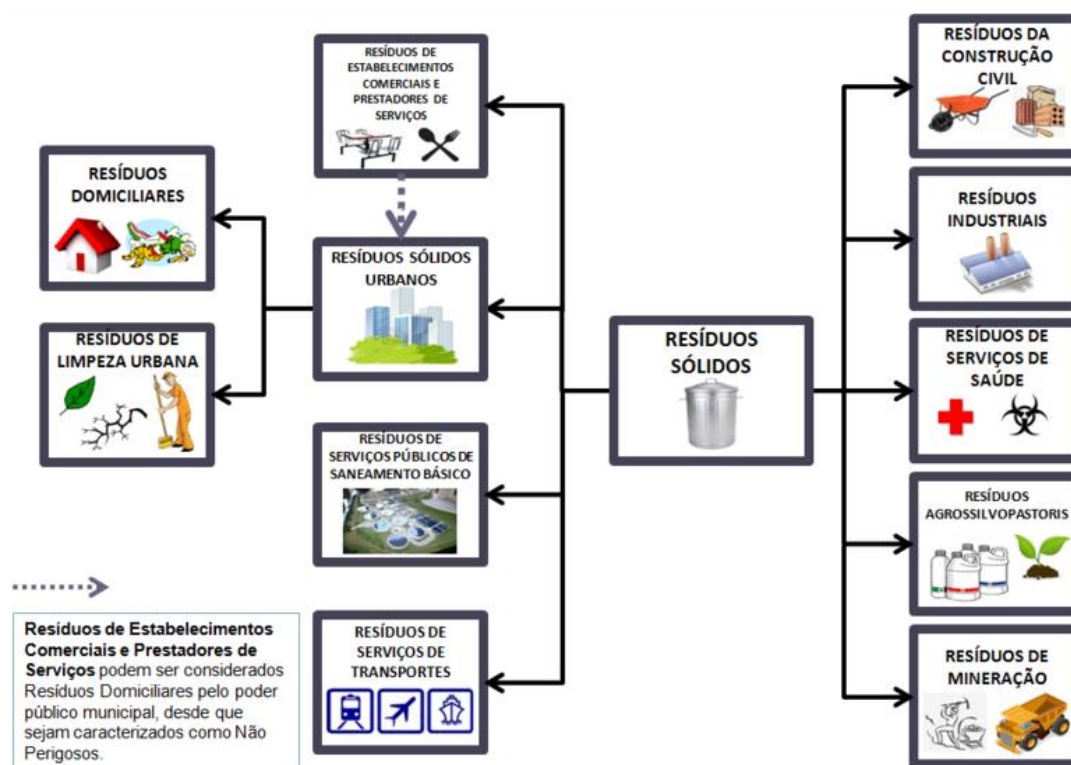 RESÍDUOS DE
ESTABELECIMENTOS
COMERCIAIS E
PRESTADORES DE
SERVIÇOS
RESÍDUOS
DOMICILIARES
RESÍDUOS DE
LIMPEZA URBANA
RESÍDUOS SÓLIDOS
URBANOS
RESÍDUOS DE
SERVIÇOS PÚBLICOS DE
SANEAMENTO BÁSICO
RESÍDUOS DE
SERVIÇOS DE
TRANSPORTES
RESÍDUOS
SÓLIDOS
RESÍDUOS DA
CONSTRUÇÃO
CIVIL
RESÍDUOS
INDUSTRIAIS
RESÍDUOS DE
SERVIÇOS DE
SAÚDE
RESÍDUOS
AGROSSILVOPASTORIS
RESÍDUOS DE
MINERAÇÃO
Resíduos de Estabelecimentos
Comerciais e Prestadores de
Serviços podem ser considerados
Resíduos Domiciliares pelo poder
público municipal, desde que
sejam caracterizados como Não
Perigosos.